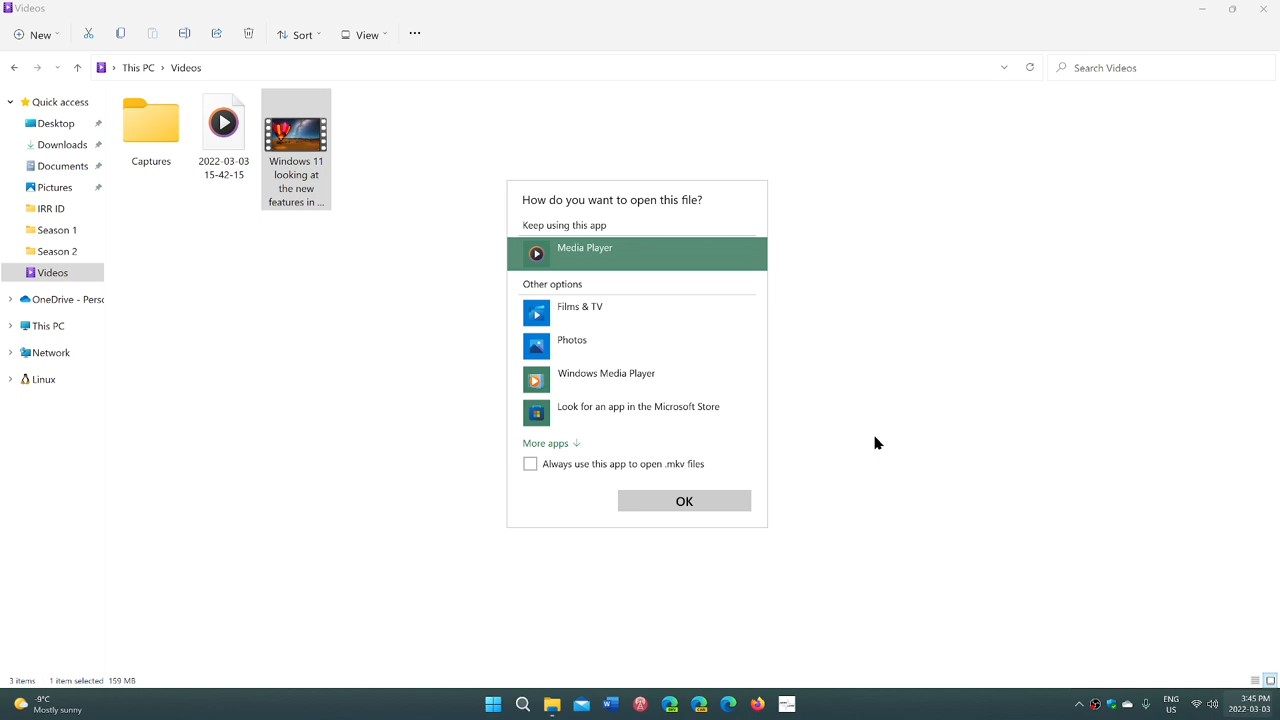 Videos
New
Sort
View
This PC
Videos
Search Videos
Quick access
Desktop
Downloads
Documents
Pictures
IRR ID
Season 1
Season 2
Videos
OneDrive - Perso
This PC
Network
Linux
Captures
2022-03-03
15-42-15
Windows 11
looking at
the new
features in ...
How do you want to open this file?
Keep using this app
Media Player
Other options
Films & TV
Photos
Windows Media Player
Look for an app in the Microsoft Store
More apps
Always use this app to open .mkv files
OK
3 items 1 item selected 159 MB
-9°C
Mostly sunny
ENG
US
3:45 PM
2022-03-03